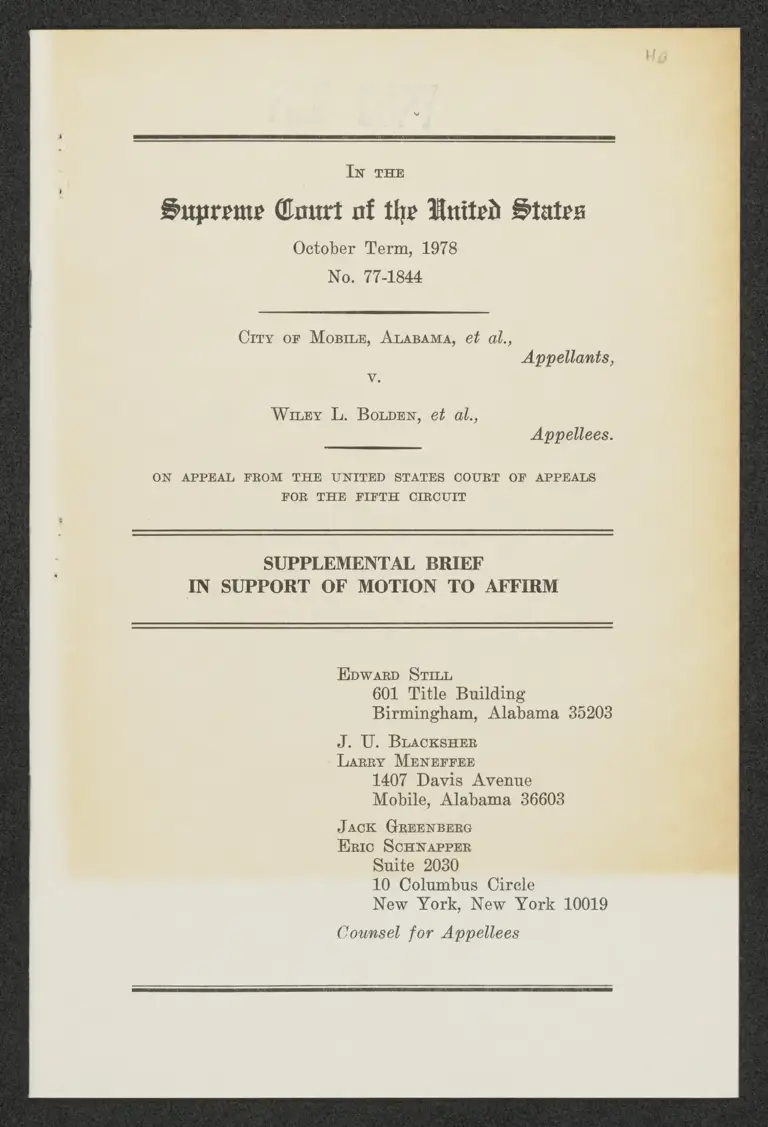 HB
IN THE
Supreme Court of the United States
October Term, 1978
No. 77-1844
CITY OF MOBILE, ALABAMA, et al.,
Appellants,
v.
WILEY L. BOLDEN, et al.,
Appellees.
ON APPEAL FROM THE UNITED STATES COURT OF APPEALS
FOR THE FIFTH CIRCUIT
SUPPLEMENTAL BRIEF
IN SUPPORT OF MOTION TO AFFIRM
EDWARD STILL
601 Title Building
Birmingham, Alabama 35203
J. U. BLACKSHER
LARRY MENEFFEE
1407 Davis Avenue
Mobile, Alabama 36603
JACK GREENBERG
ERIC SCHNAPPER
Suite 2030
10 Columbus Circle
New York, New York 10019
Counsel for Appellees